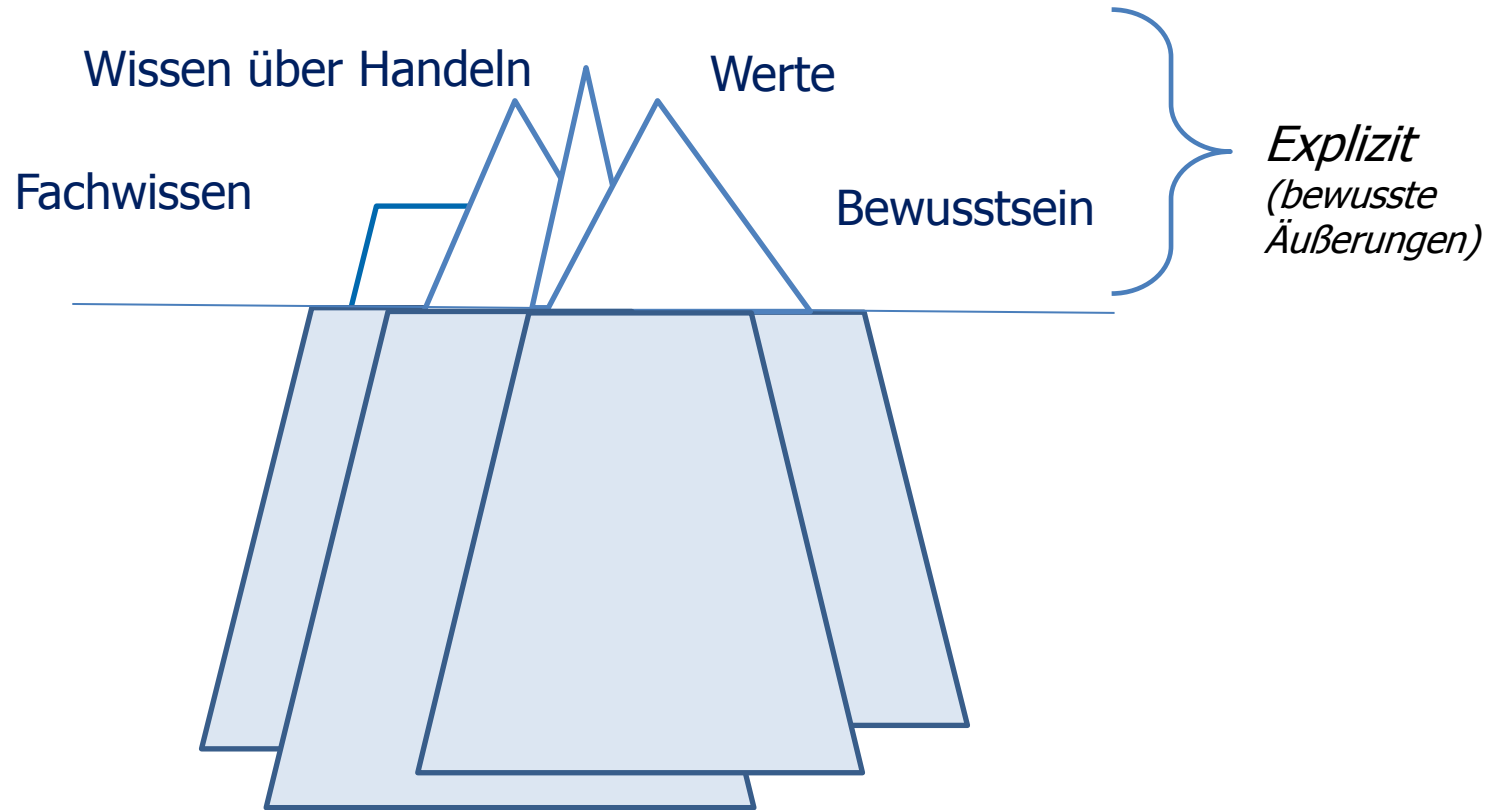 Wissen über Handeln
Werte
Fachwissen
Bewusstsein
Explizit
(bewusste
Äußerungen)